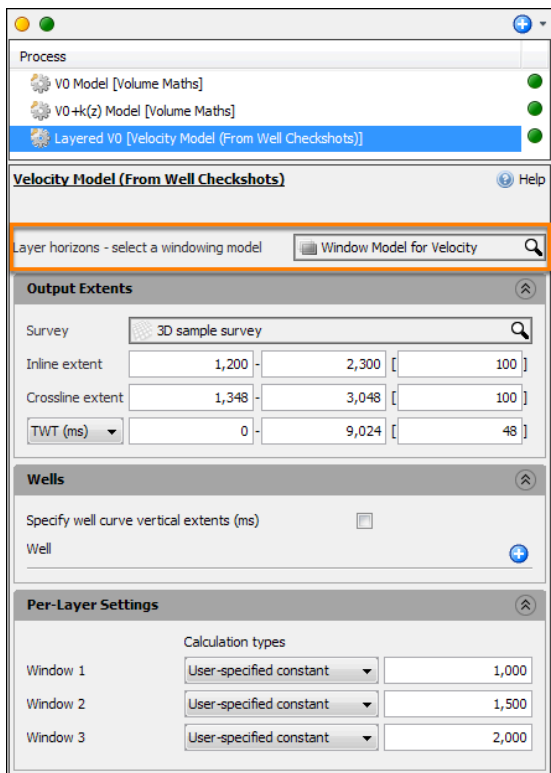 Process
V0 Model [Volume Maths]
V0+k(z) Model [Volume Maths]
Layered V0 [Velocity Model (From Well Checkshots)]
Velocity Model (From Well Checkshots) Help
Layer horizons - select a windowing model Window Model for Velocity
Output Extents
Survey 3D sample survey
Inline extent 1,200 - 2,300 [ 100 ]
Crossline extent 1,348 - 3,048 [ 100 ]
TWT (ms) 0 - 9,024 [ 48 ]
Wells
Specify well curve vertical extents (ms)
Well
Per-Layer Settings
Calculation types
Window 1 User-specified constant 1,000
Window 2 User-specified constant 1,500
Window 3 User-specified constant 2,000